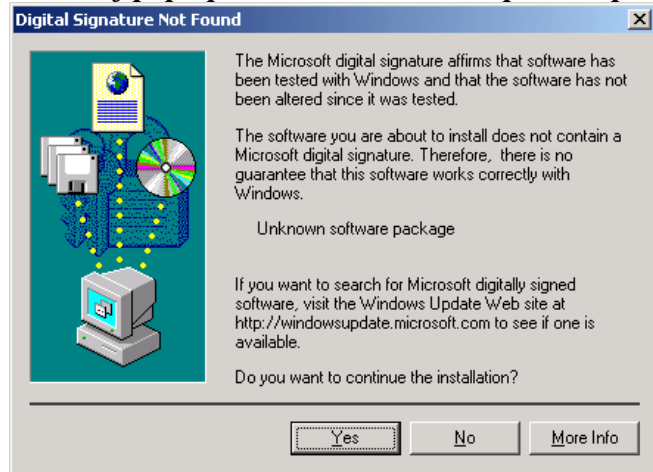 Digital Signature Not Found
The Microsoft digital signature affirms that software has
been tested with Windows and that the software has not
been altered since it was tested.
The software you are about to install does not contain a
Microsoft digital signature. Therefore, there is no
guarantee that this software works correctly with
Windows.
Unknown software package
If you want to search for Microsoft digitally signed
software, visit the Windows Update Web site at
http://windowsupdate.microsoft.com to see if one is
available.
Do you want to continue the installation?
Yes No More Info